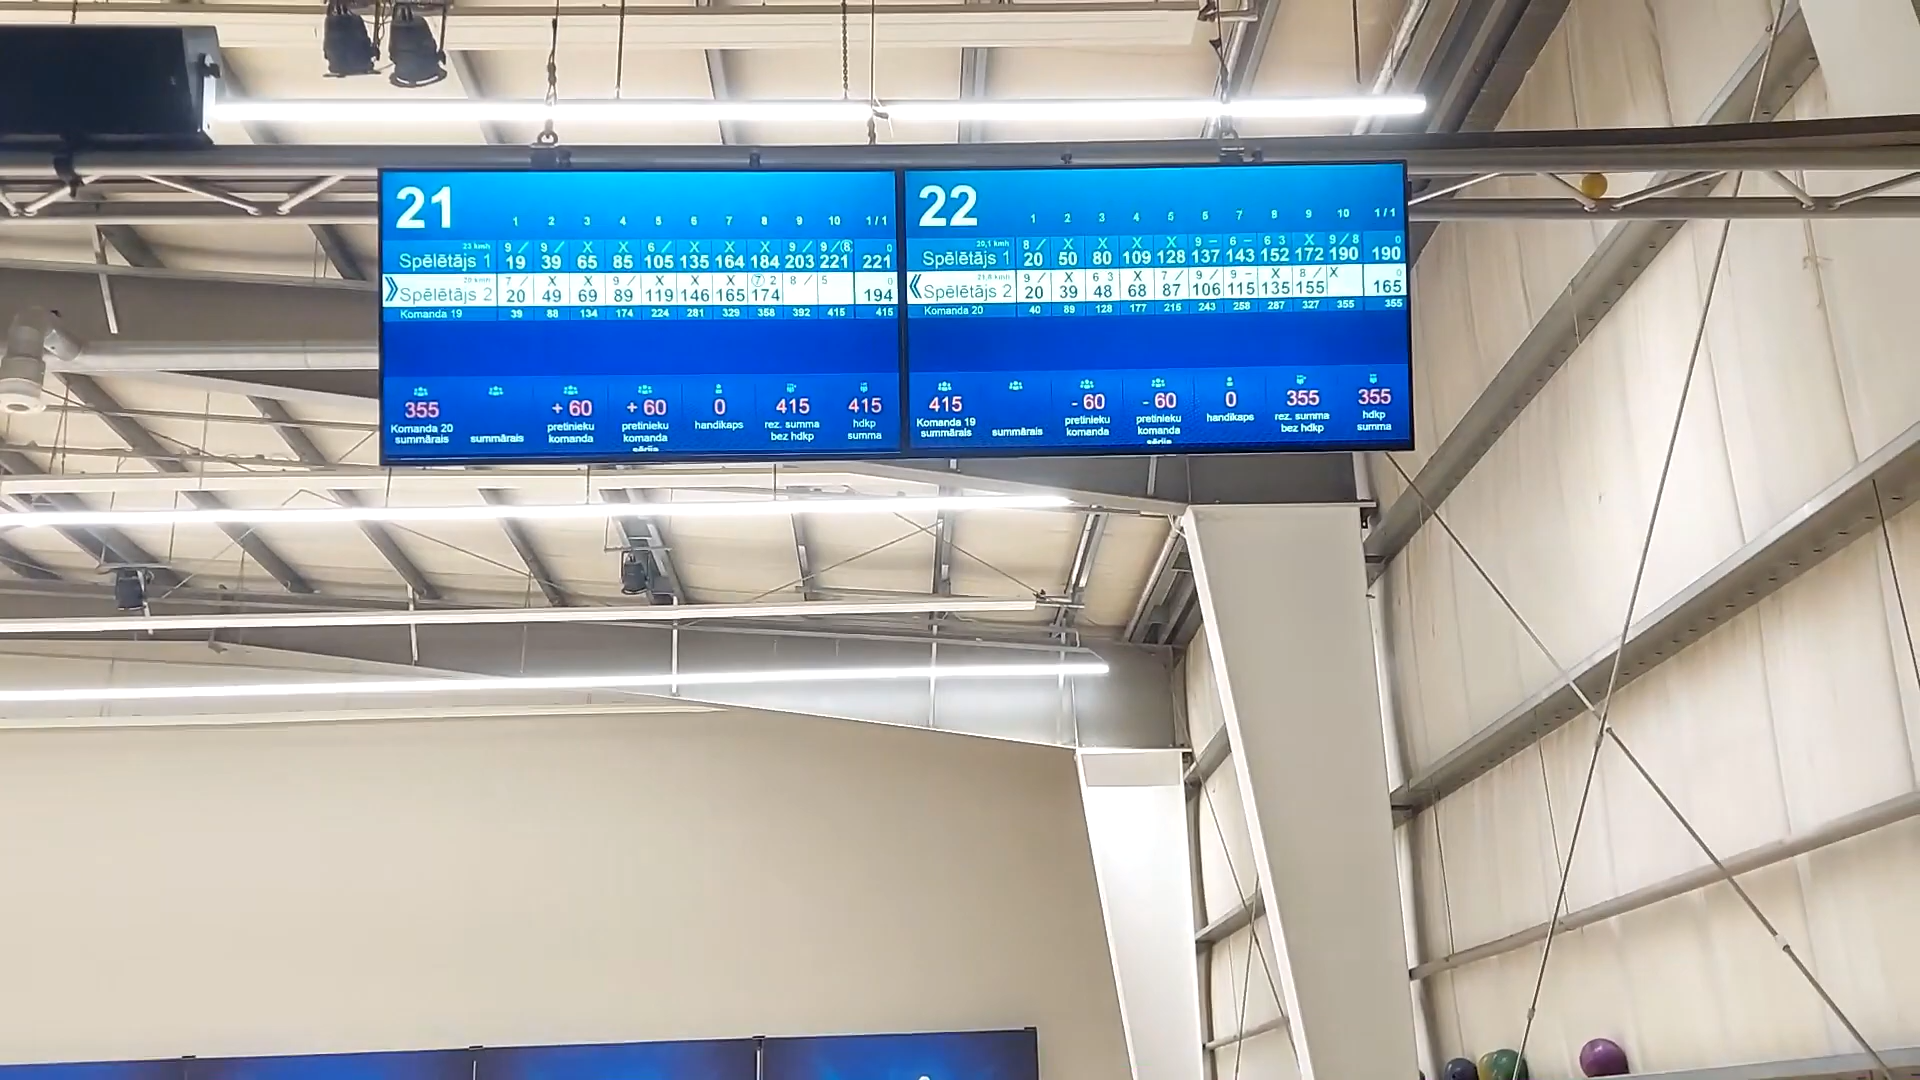 21
1 2 3 4 5 6 7 8 9 10 1 / 1
23 kmh 9 / 9 / X X 6 / X X X 9 / 9 / 8 0
Spēlētājs 1 19 39 65 85 105 135 164 184 203 221 221
20 kmh 7 / X X 9 / X X X 7 2 8 / 5 0
Spēlētājs 2 20 49 69 89 119 146 165 174 194
Komanda 19 39 88 134 174 224 281 329 358 392 415 415
355 + 60 + 60 0 415 415
Komanda 20 summārais
summārais
pretinieku komanda
pretinieku komanda sērija
handikaps
rez. summa bez hdkp
hdkp summa
22
1 2 3 4 5 6 7 8 9 10 1 / 1
20,1 kmh 8 / X X X X 9 – 6 – 6 3 X 9 / 8 0
Spēlētājs 1 20 50 80 109 128 137 143 152 172 190 190
9 / X 6 3 X 7 / 9 / 9 – X 8 / X 0
Spēlētājs 2 20 39 48 68 87 106 115 135 155 165
Komanda 20 40 89 128 177 215 243 258 287 327 355 355
415 - 60 - 60 0 355 355
Komanda 19 summārais
summārais
pretinieku komanda
pretinieku komanda sērija
handikaps
rez. summa bez hdkp
hdkp summa